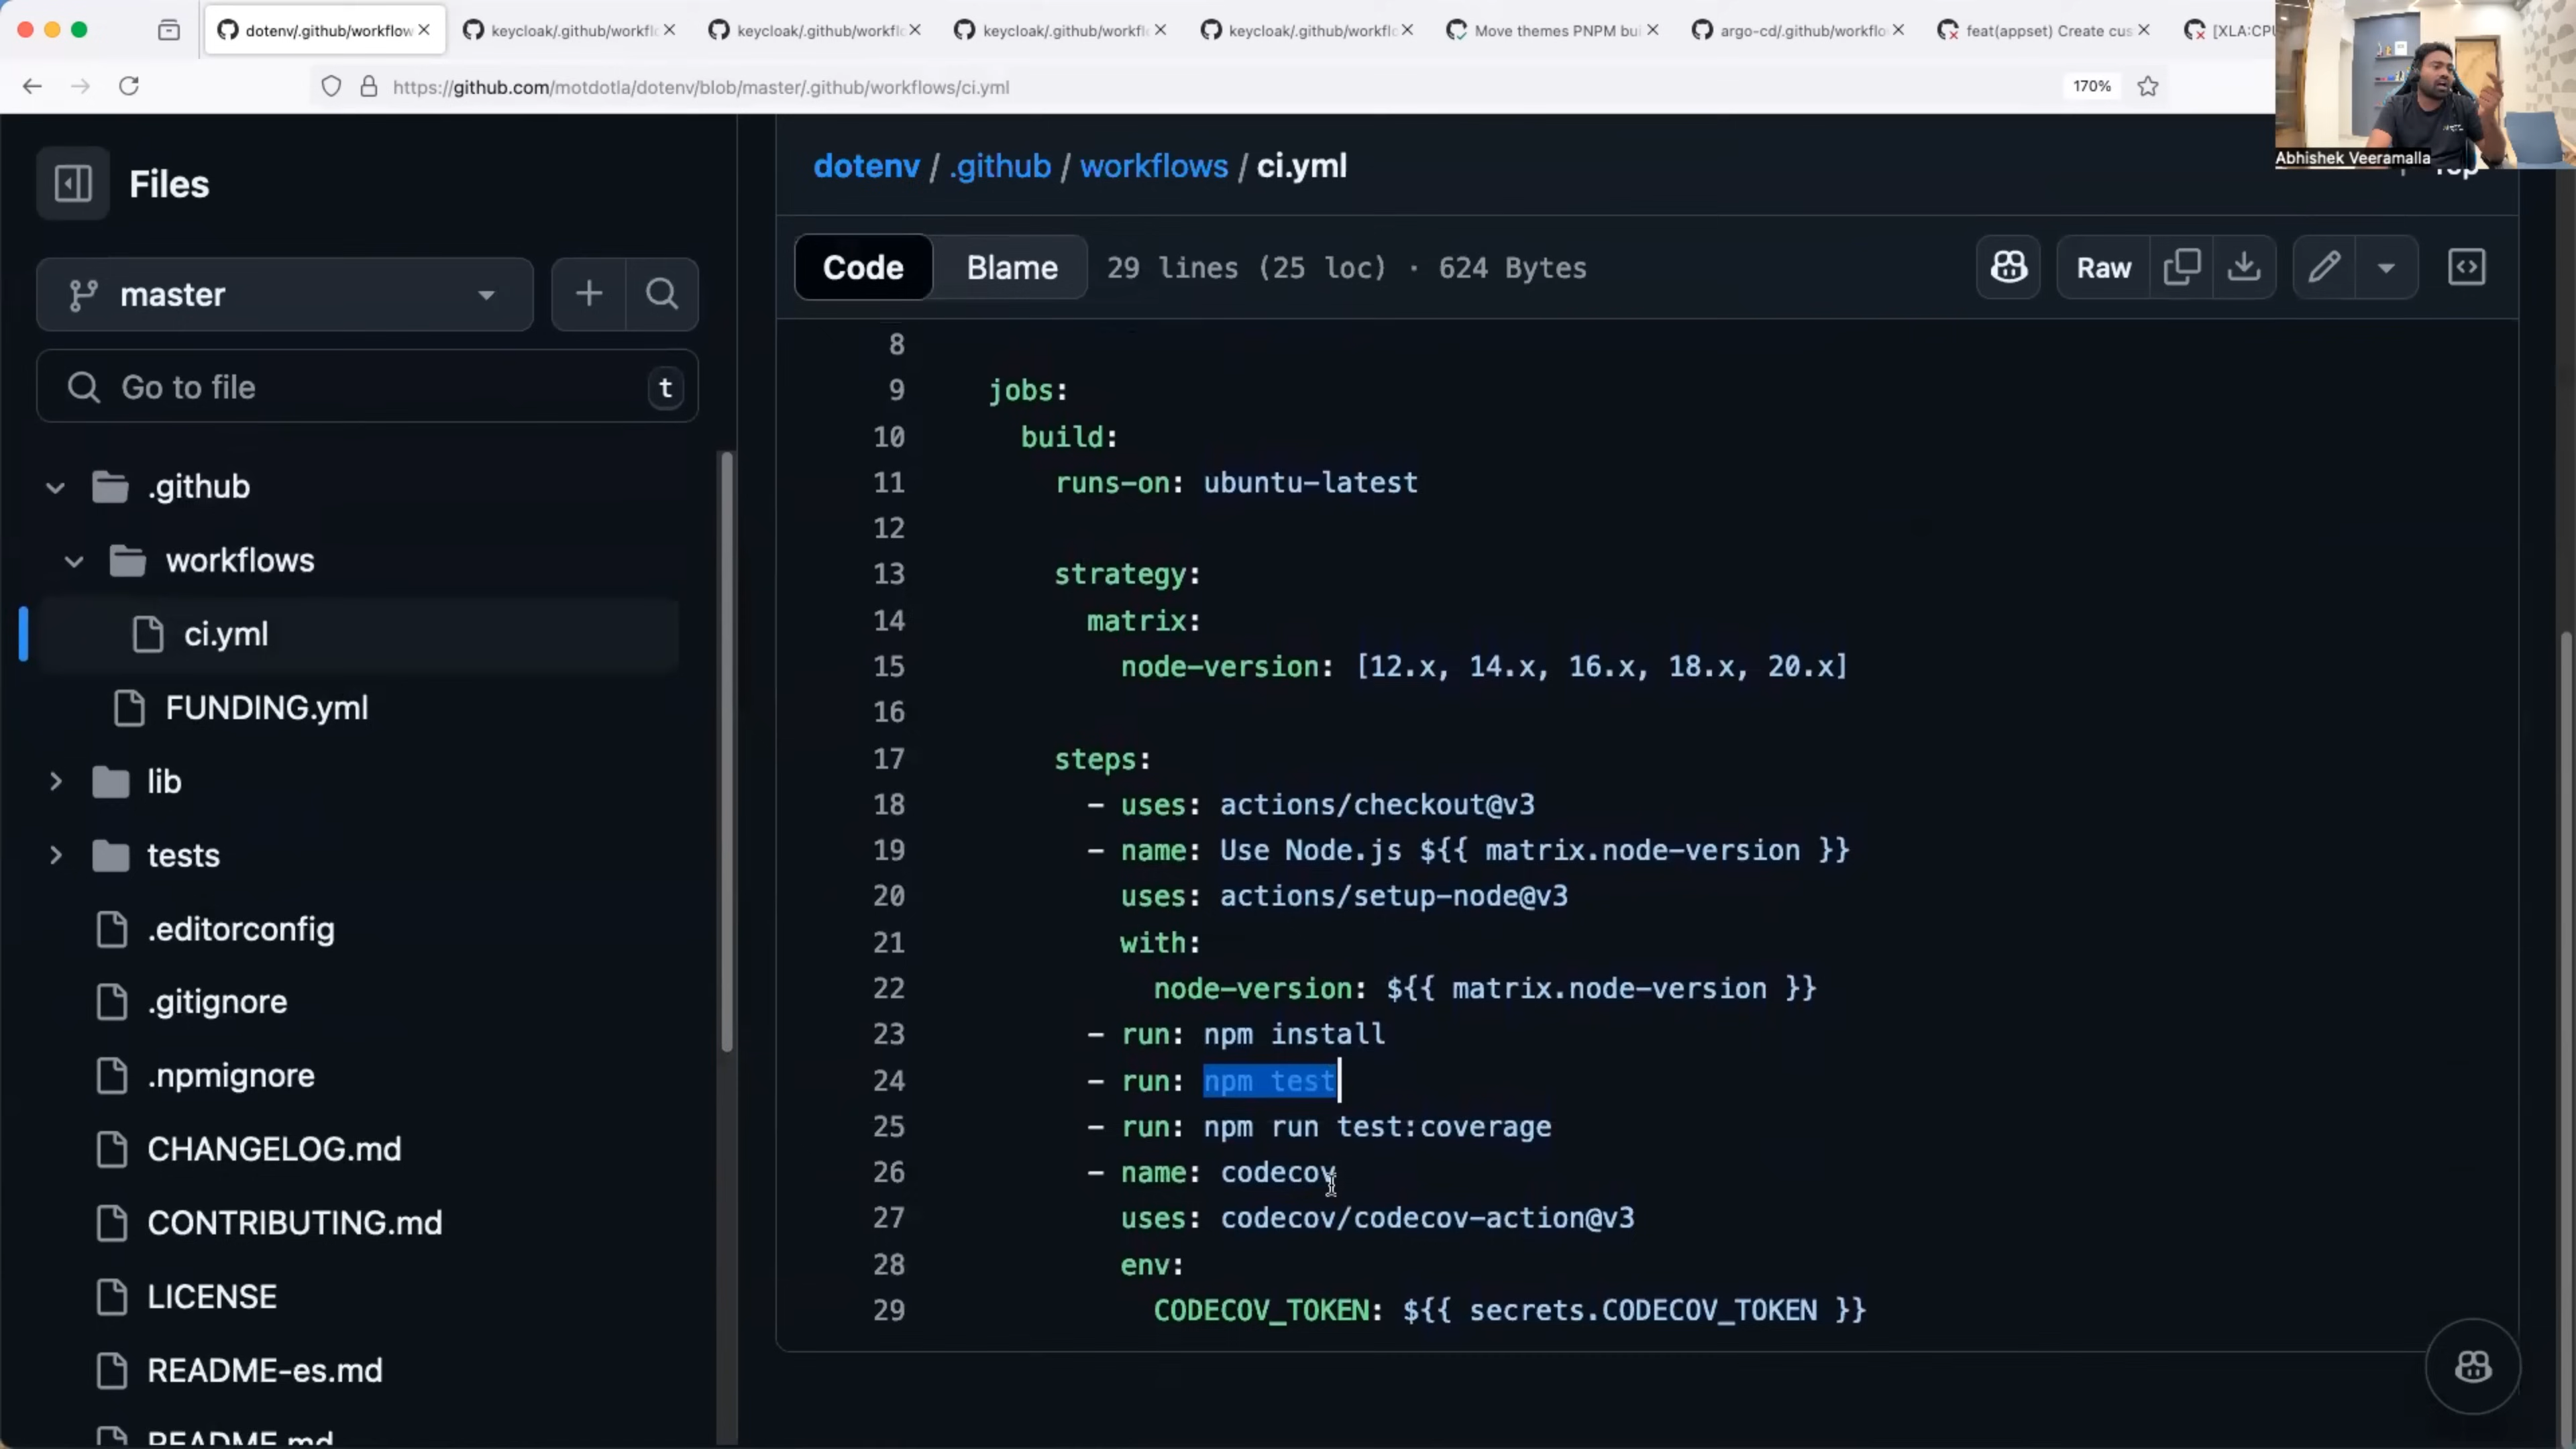 dotenv/.github/workflow
keycloak/.github/workfl
keycloak/.github/workfl
keycloak/.github/workfl
keycloak/.github/workfl
Move themes PNPM bui
argo-cd/.github/workflo
feat(appset) Create cus
[XLA:CPU
https://github.com/motdotla/dotenv/blob/master/.github/workflows/ci.yml
170%
Abhishek Veeramalla
Files
master
Go to file
t
.github
workflows
ci.yml
FUNDING.yml
lib
tests
.editorconfig
.gitignore
.npmignore
CHANGELOG.md
CONTRIBUTING.md
LICENSE
README-es.md
README.md
dotenv / .github / workflows / ci.yml
Top
Code
Blame
29 lines (25 loc) · 624 Bytes
Raw
8
9 jobs:
10 build:
11 runs-on: ubuntu-latest
12
13 strategy:
14 matrix:
15 node-version: [12.x, 14.x, 16.x, 18.x, 20.x]
16
17 steps:
18 - uses: actions/checkout@v3
19 - name: Use Node.js ${{ matrix.node-version }}
20 uses: actions/setup-node@v3
21 with:
22 node-version: ${{ matrix.node-version }}
23 - run: npm install
24 - run: npm test
25 - run: npm run test:coverage
26 - name: codecov
27 uses: codecov/codecov-action@v3
28 env:
29 CODECOV_TOKEN: ${{ secrets.CODECOV_TOKEN }}